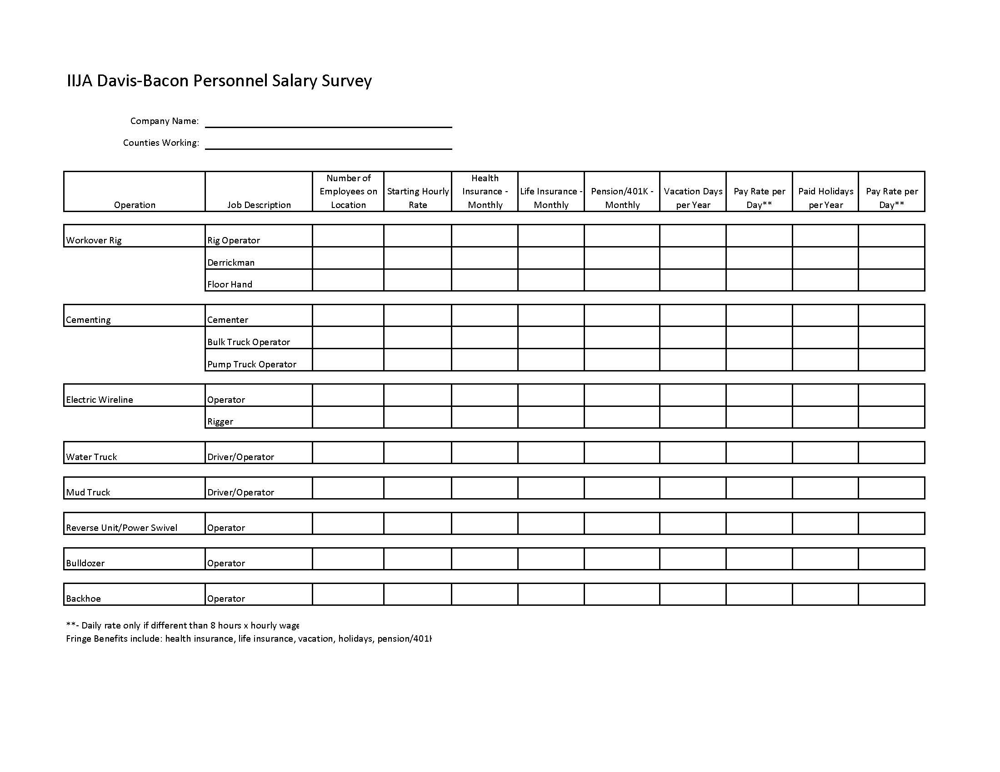 IIJA Davis-Bacon Personnel Salary Survey
Company Name:
Counties Working:
Operation Job Description Number of Employees on Location Starting Hourly Rate Health Insurance - Monthly Life Insurance - Monthly Pension/401K - Monthly Vacation Days per Year Pay Rate per Day** Paid Holidays per Year Pay Rate per Day**
Workover Rig Rig Operator
Derrickman
Floor Hand
Cementing Cementer
Bulk Truck Operator
Pump Truck Operator
Electric Wireline Operator
Rigger
Water Truck Driver/Operator
Mud Truck Driver/Operator
Reverse Unit/Power Swivel Operator
Bulldozer Operator
Backhoe Operator
**- Daily rate only if different than 8 hours x hourly wage
Fringe Benefits include: health insurance, life insurance, vacation, holidays, pension/401K